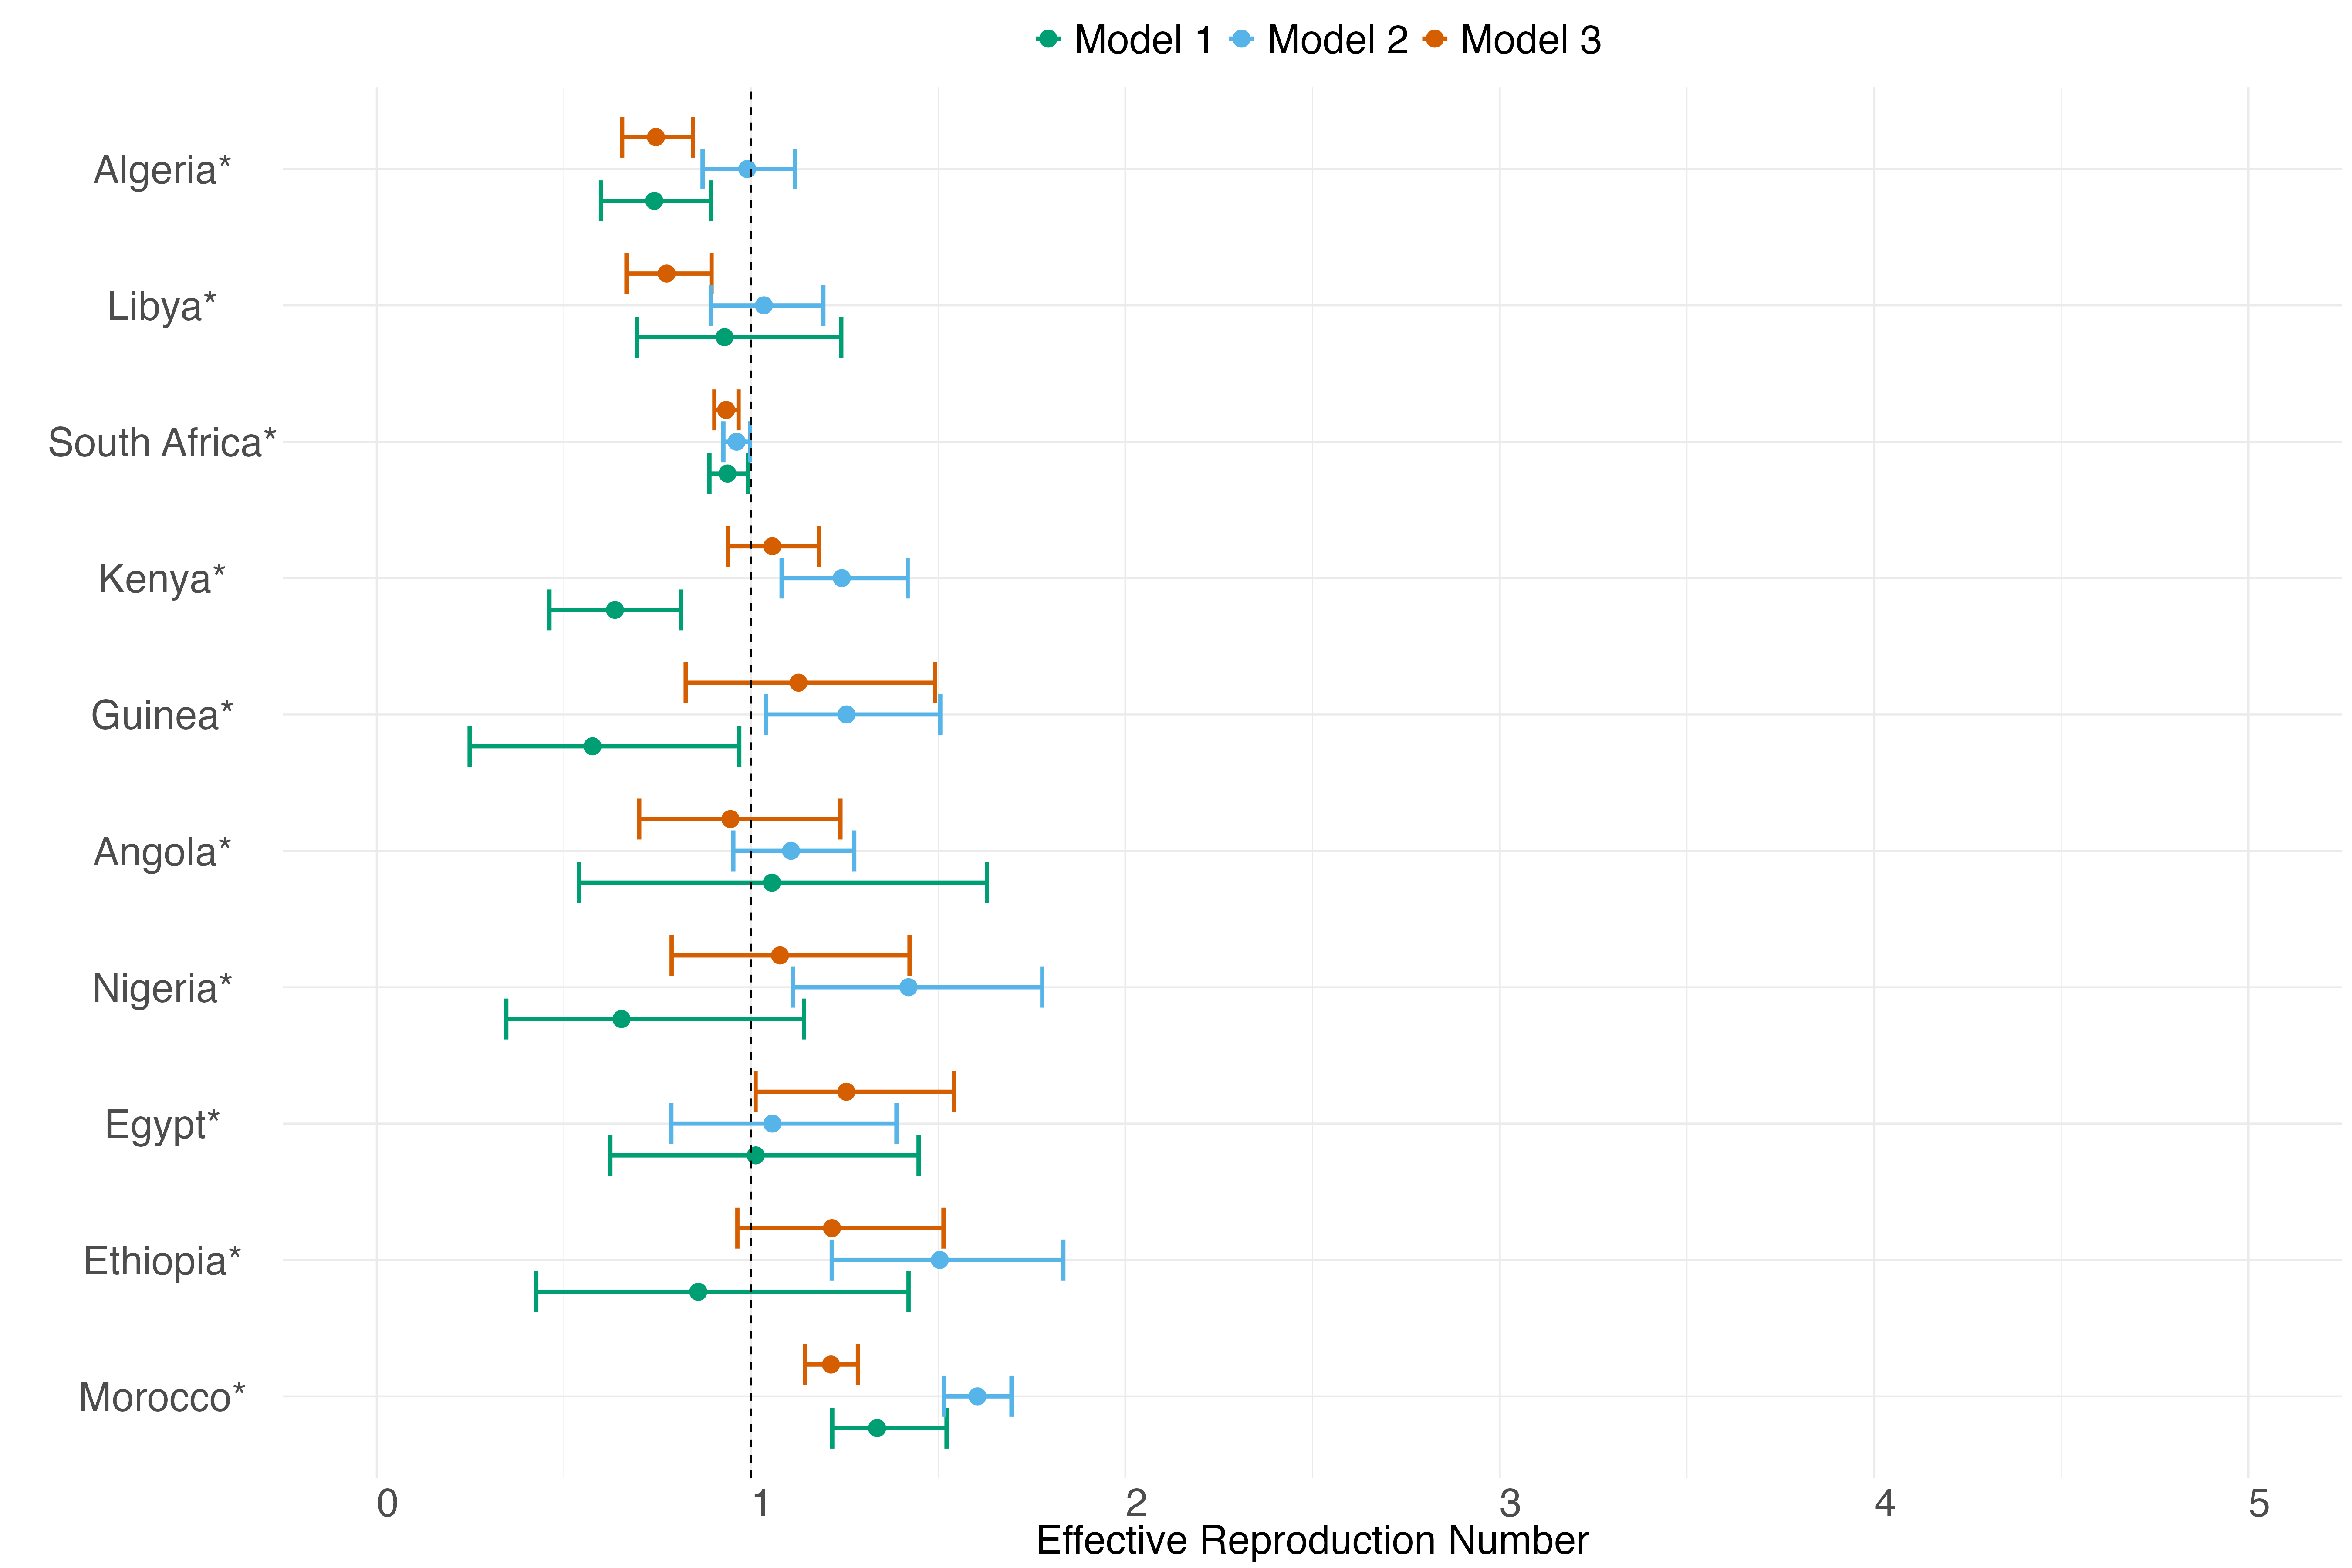 Model 1 Model 2 Model 3
Algeria*
Libya*
South Africa*
Kenya*
Guinea*
Angola*
Nigeria*
Egypt*
Ethiopia*
Morocco*
0 1 2 3 4 5
Effective Reproduction Number